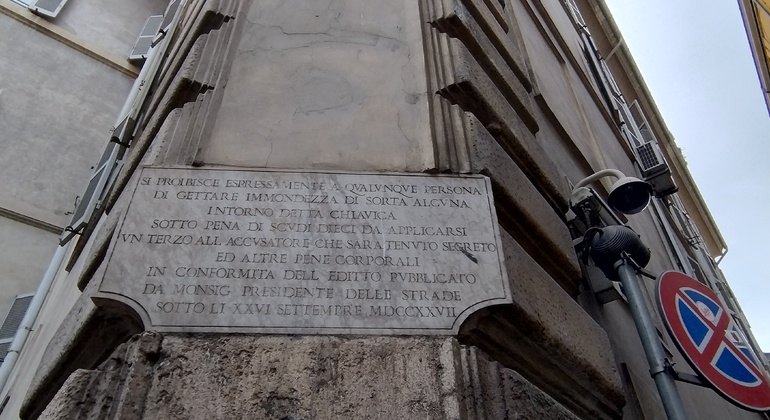 SI PROIBISCE ESPRESSAMENTE A QVALVNQVE PERSONA
DI GETTARE IMMONDEZZA DI SORTA ALCVNA
INTORNO DETTA CHIAVICA
SOTTO PENA DI SCVDI DIECI DA APPLICARSI
VN TERZO ALL ACCVSATORE CHE SARA TENVTO SECRETO
ED ALTRE PENE CORPORALI
IN CONFORMITA DELL EDITTO PVBBLICATO
DA MONSIG PRESIDENTE DELLE STRADE
SOTTO LI XXVI SETTEMBRE MDCCXXVII